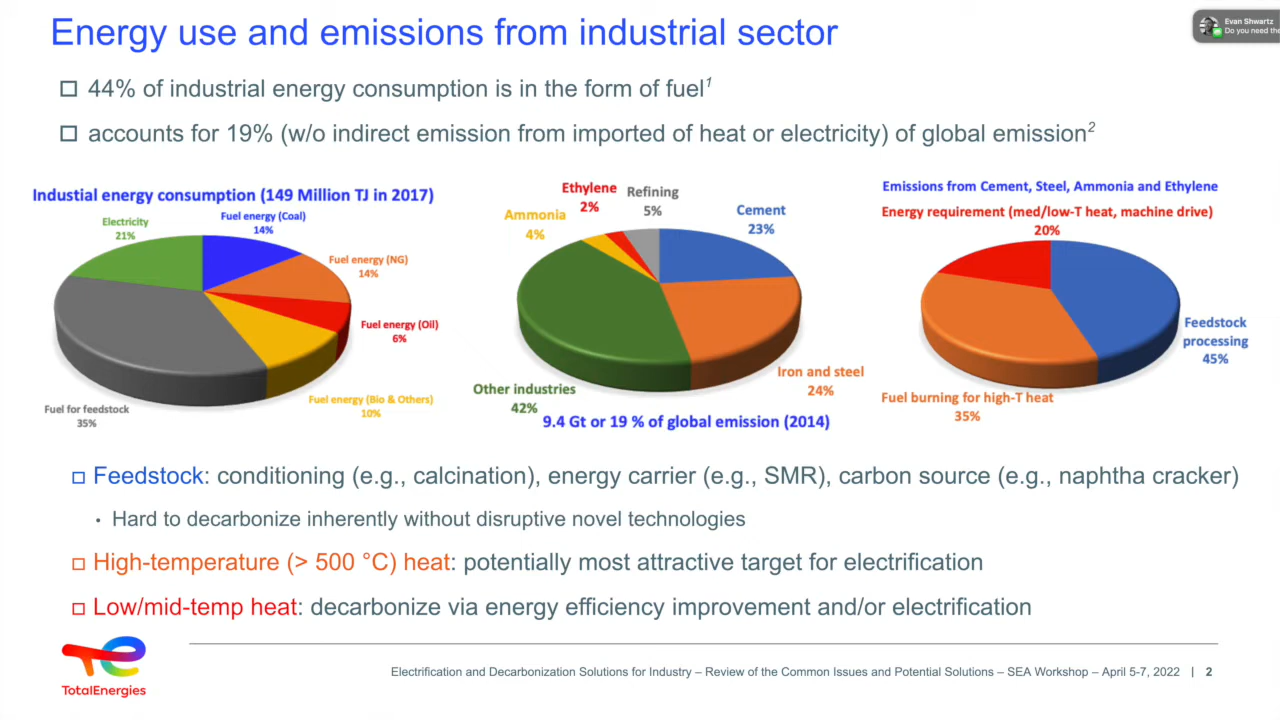 Energy use and emissions from industrial sector
Evan Shwartz
Do you need the
44% of industrial energy consumption is in the form of fuel1
accounts for 19% (w/o indirect emission from imported of heat or electricity) of global emission2
Industial energy consumption (149 Million TJ in 2017)
Electricity
21%
Fuel energy (Coal)
14%
Fuel energy (NG)
14%
Fuel energy (Oil)
6%
Fuel energy (Bio & Others)
10%
Fuel for feedstock
35%
Ethylene
2%
Refining
5%
Ammonia
4%
Cement
23%
Iron and steel
24%
Other industries
42%
9.4 Gt or 19 % of global emission (2014)
Emissions from Cement, Steel, Ammonia and Ethylene
Energy requirement (med/low-T heat, machine drive)
20%
Feedstock
processing
45%
Fuel burning for high-T heat
35%
Feedstock: conditioning (e.g., calcination), energy carrier (e.g., SMR), carbon source (e.g., naphtha cracker)
• Hard to decarbonize inherently without disruptive novel technologies
High-temperature (> 500 °C) heat: potentially most attractive target for electrification
Low/mid-temp heat: decarbonize via energy efficiency improvement and/or electrification
TotalEnergies
Electrification and Decarbonization Solutions for Industry – Review of the Common Issues and Potential Solutions – SEA Workshop – April 5-7, 2022 | 2